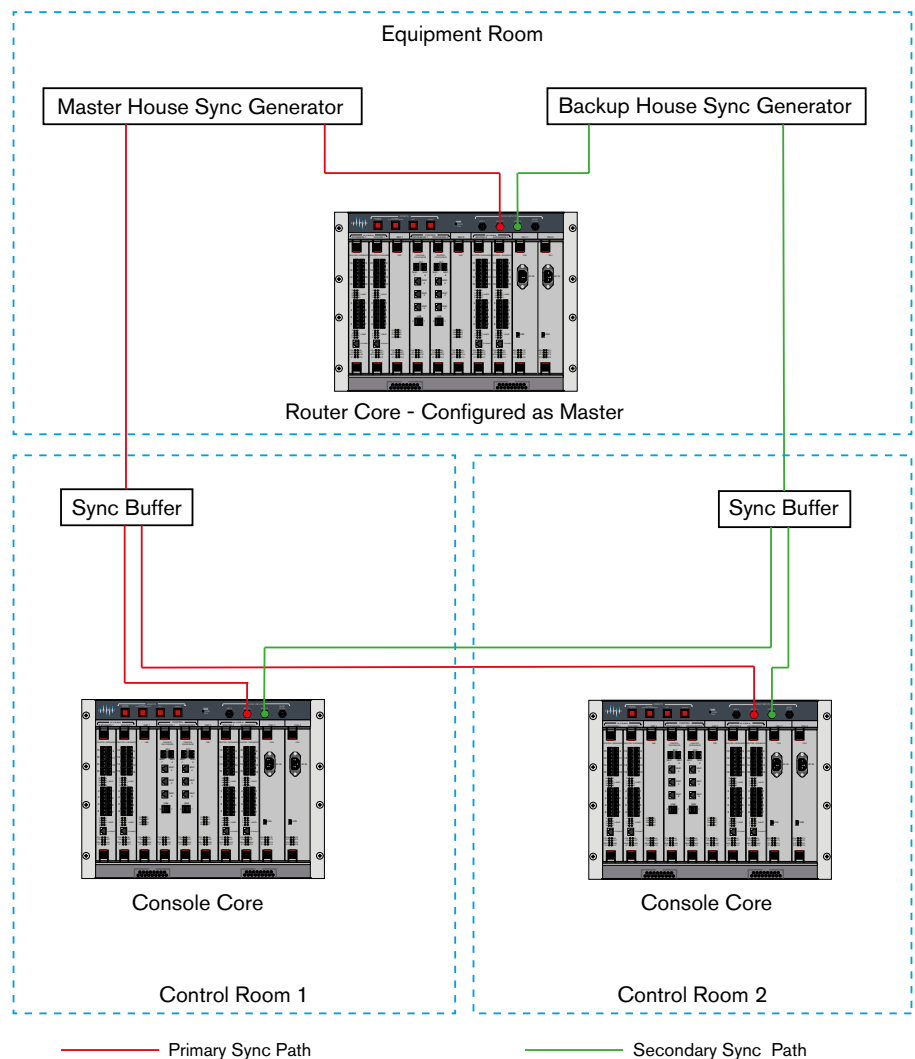 Equipment Room
Master House Sync Generator
Backup House Sync Generator
Router Core - Configured as Master
Sync Buffer
Sync Buffer
Console Core
Console Core
Control Room 1
Control Room 2
Primary Sync Path
Secondary Sync Path